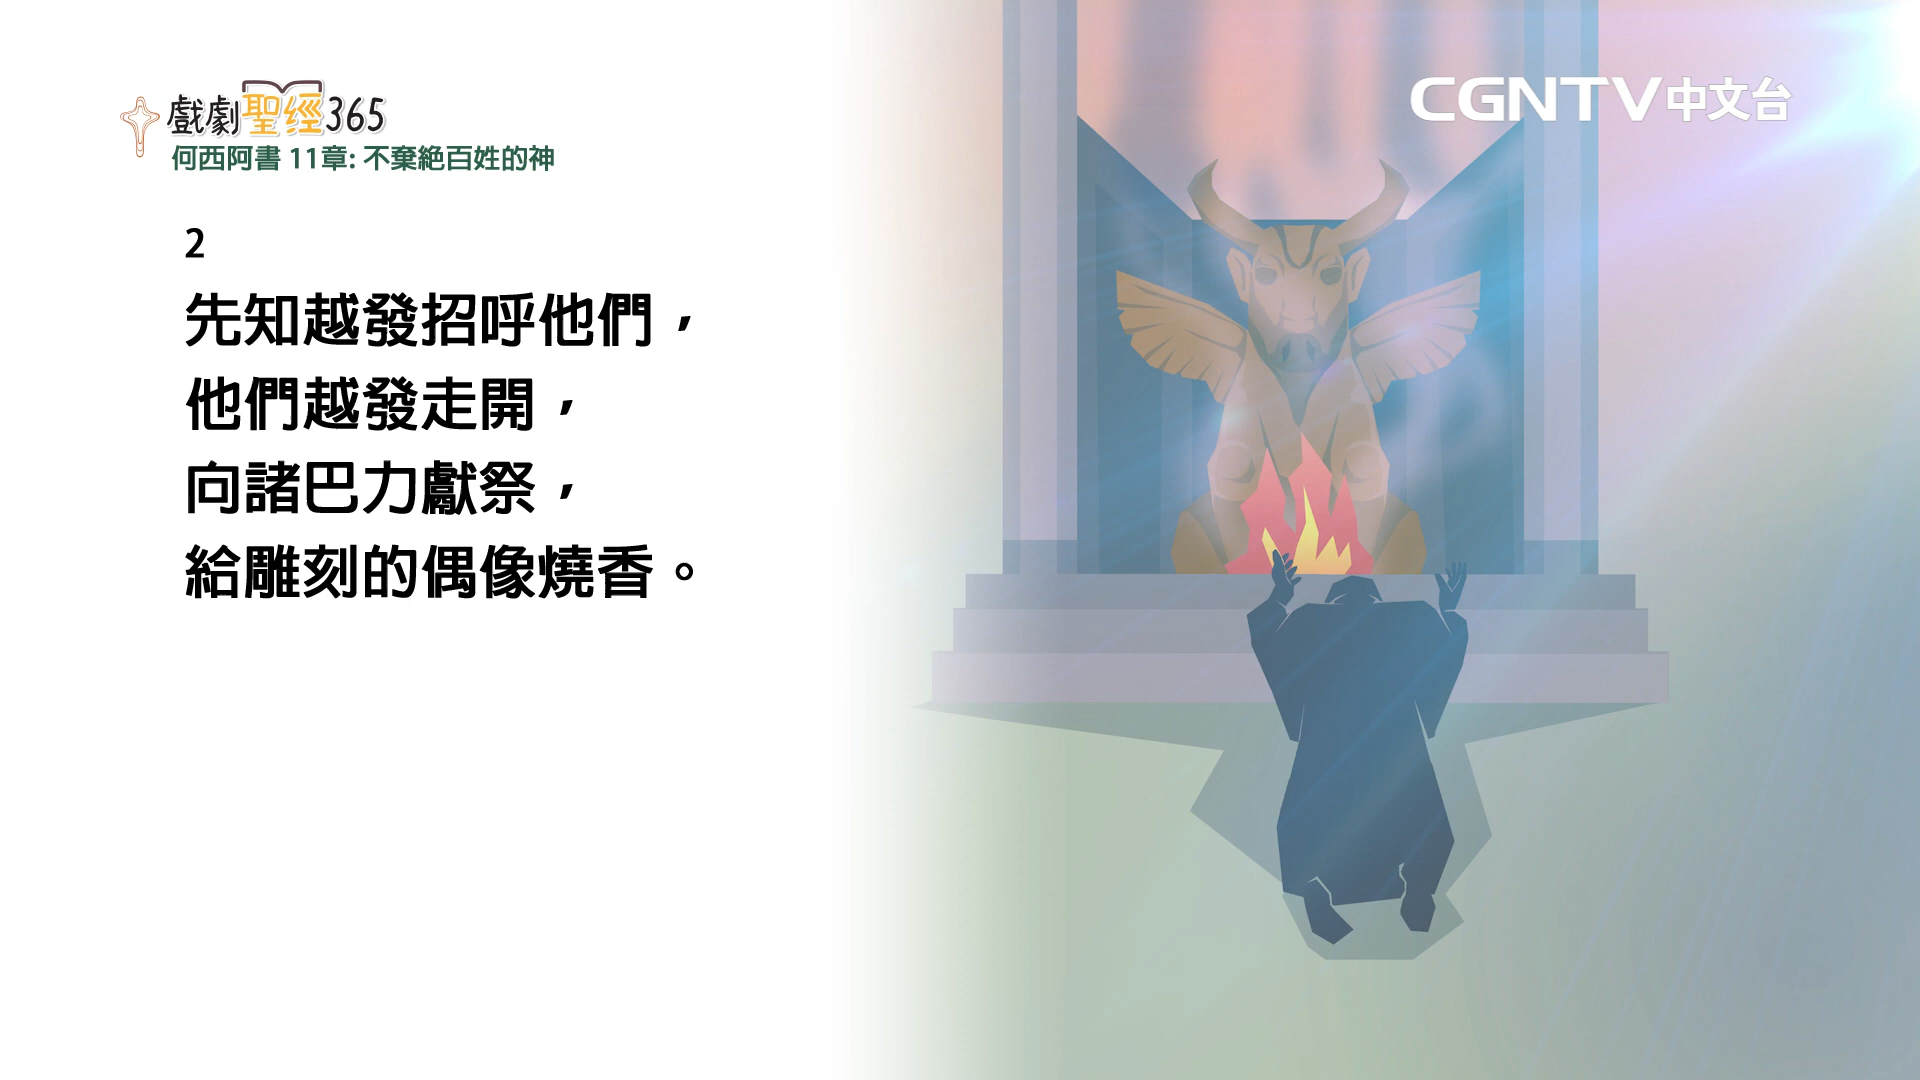 戲劇聖經365
何西阿書 11章: 不棄絕百姓的神
CGNTV中文台
2
先知越發招呼他們，
他們越發走開，
向諸巴力獻祭，
給雕刻的偶像燒香。